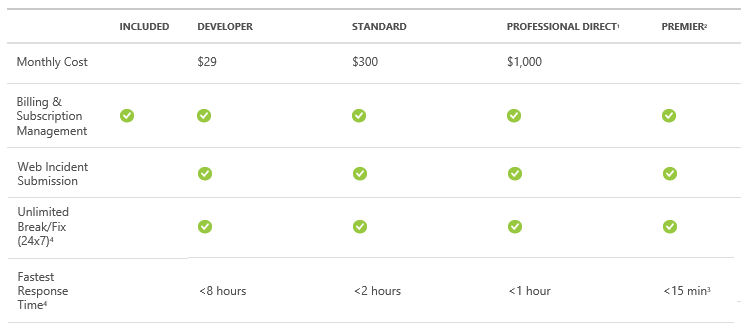 INCLUDED DEVELOPER STANDARD PROFESSIONAL DIRECT¹ PREMIER²
Monthly Cost $29 $300 $1,000
Billing &
Subscription
Management
Web Incident
Submission
Unlimited
Break/Fix
(24x7)⁴
Fastest
Response
Time⁴
<8 hours <2 hours <1 hour <15 min³